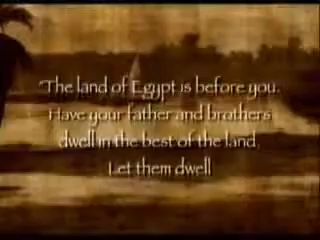 "The land of Egypt is before you.
Have your father and brothers
dwell in the best of the land.
Let them dwell